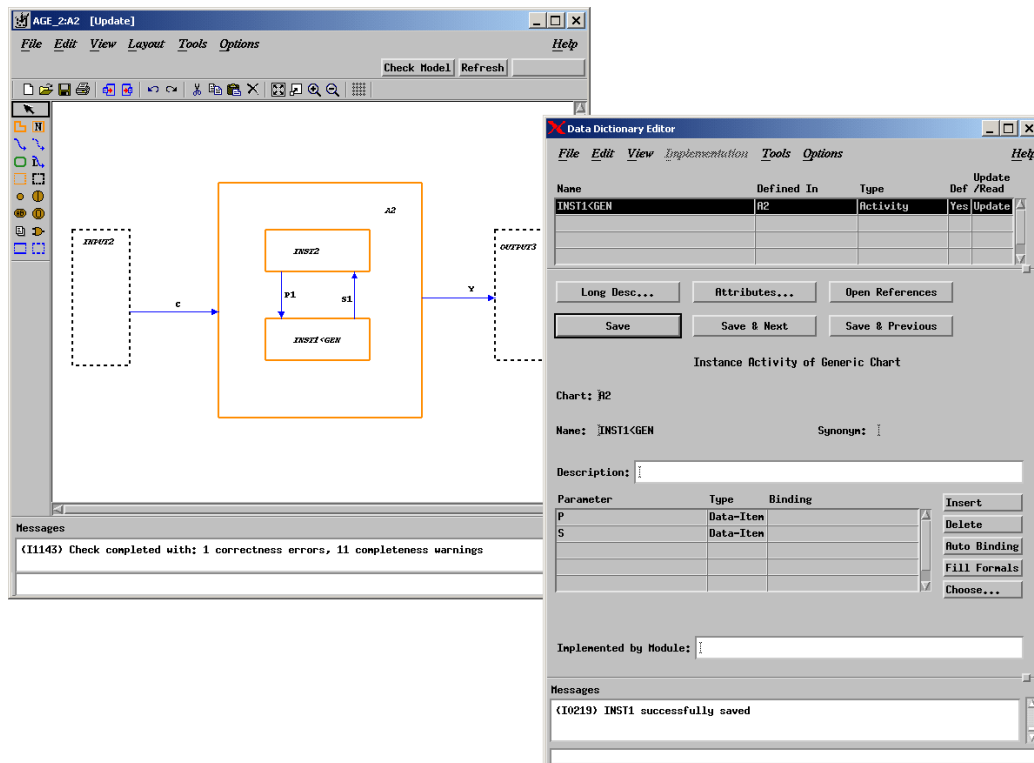 AGE_2:A2 [Update]
File Edit View Layout Tools Options Help
Check Model Refresh
A2
INPUT2
INST2
OUTPUT3
P1
S1
C
Y
INST1<GEN
Messages
(I1143) Check completed with: 1 correctness errors, 11 completeness warnings
Data Dictionary Editor
File Edit View Implementation Tools Options Help
Name Defined In Type Def Update /Read
INST1<GEN A2 Activity Yes Update
Long Desc... Attributes... Open References
Save Save & Next Save & Previous
Instance Activity of Generic Chart
Chart: A2
Name: INST1<GEN Synonym:
Description:
Parameter Type Binding
P Data-Item
S Data-Item
Insert
Delete
Auto Binding
Fill Formals
Choose...
Implemented by Module:
Messages
(I0219) INST1 successfully saved